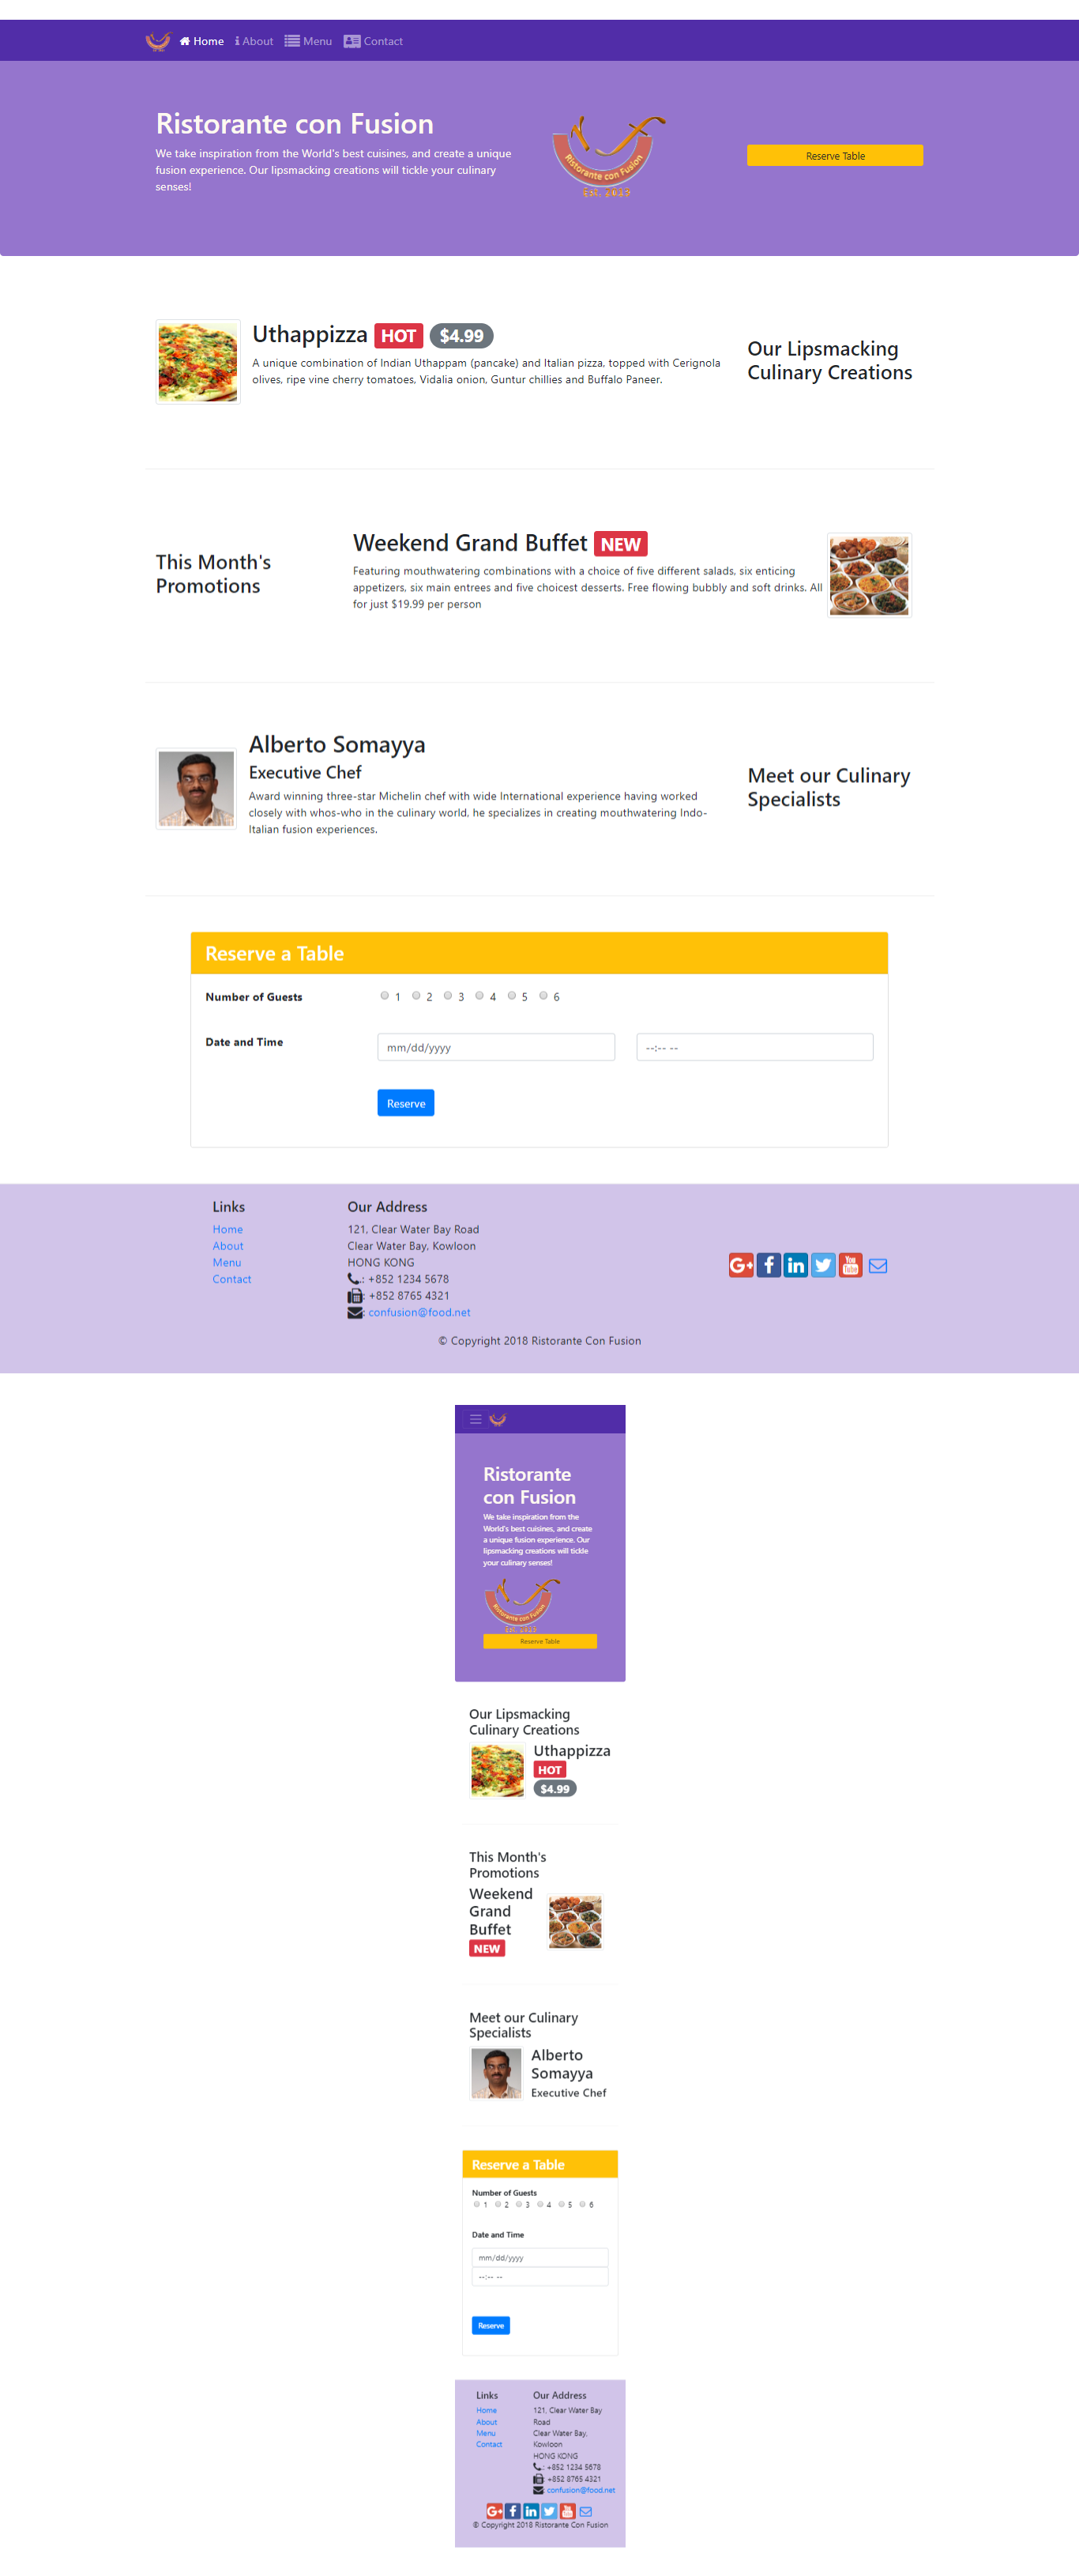 Home About Menu Contact
Ristorante con Fusion
We take inspiration from the World's best cuisines, and create a unique
fusion experience. Our lipsmacking creations will tickle your culinary
senses!
Ristorante con Fusion
Est. 2013
Reserve Table
Uthappizza HOT $4.99
A unique combination of Indian Uthappam (pancake) and Italian pizza, topped with Cerignola
olives, ripe vine cherry tomatoes, Vidalia onion, Guntur chillies and Buffalo Paneer.
Our Lipsmacking
Culinary Creations
This Month's
Promotions
Weekend Grand Buffet NEW
Featuring mouthwatering combinations with a choice of five different salads, six enticing
appetizers, six main entrees and five choicest desserts. Free flowing bubbly and soft drinks. All
for just $19.99 per person
Alberto Somayya
Executive Chef
Award winning three-star Michelin chef with wide International experience having worked
closely with whos-who in the culinary world, he specializes in creating mouthwatering Indo-
Italian fusion experiences.
Meet our Culinary
Specialists
Reserve a Table
Number of Guests
1 2 3 4 5 6
Date and Time
mm/dd/yyyy
--:-- --
Reserve
Links
Home
About
Menu
Contact
Our Address
121, Clear Water Bay Road
Clear Water Bay, Kowloon
HONG KONG
: +852 1234 5678
: +852 8765 4321
: confusion@food.net
G+ f in You Tube
© Copyright 2018 Ristorante Con Fusion
Ristorante
con Fusion
We take inspiration from the
World's best cuisines, and create
a unique fusion experience. Our
lipsmacking creations will tickle
your culinary senses!
Ristorante con Fusion
Est. 2013
Reserve Table
Our Lipsmacking
Culinary Creations
Uthappizza
HOT
$4.99
This Month's
Promotions
Weekend
Grand
Buffet
NEW
Meet our Culinary
Specialists
Alberto
Somayya
Executive Chef
Reserve a Table
Number of Guests
1 2 3 4 5 6
Date and Time
mm/dd/yyyy
--:-- --
Reserve
Links
Home
About
Menu
Contact
Our Address
121, Clear Water Bay
Road
Clear Water Bay,
Kowloon
HONG KONG
: +852 1234 5678
: +852 8765 4321
: confusion@food.net
G+ f in You Tube
© Copyright 2018 Ristorante Con Fusion